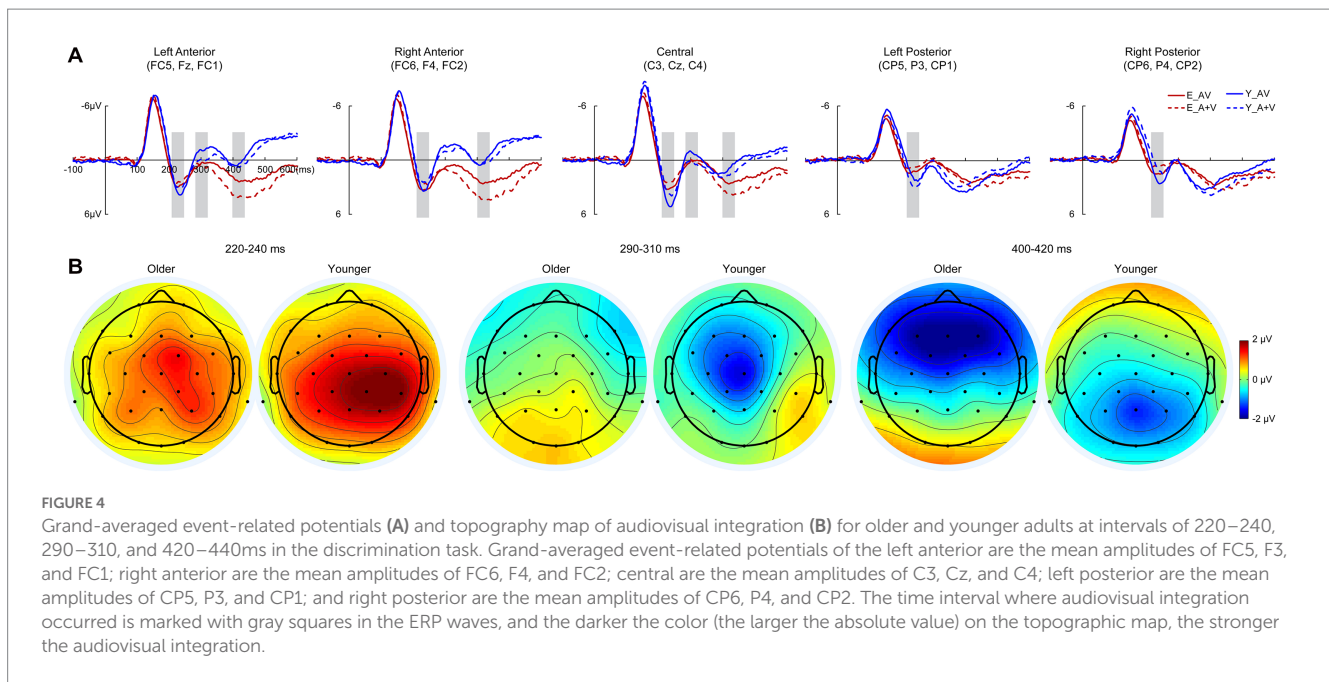 A
Left Anterior
(FC5, Fz, FC1)
Right Anterior
(FC6, F4, FC2)
Central
(C3, Cz, C4)
Left Posterior
(CP5, P3, CP1)
Right Posterior
(CP6, P4, CP2)
E_AV
Y_AV
E_A+V
Y_A+V
-6μV
-6
-6
-6
-6
-100
100
200
300
400
500
600 (ms)
6μV
6
6
6
6
B
220-240 ms
290-310 ms
400-420 ms
Older
Younger
Older
Younger
Older
Younger
2 μV
0 μV
-2 μV
FIGURE 4
Grand-averaged event-related potentials (A) and topography map of audiovisual integration (B) for older and younger adults at intervals of 220–240,
290–310, and 420–440ms in the discrimination task. Grand-averaged event-related potentials of the left anterior are the mean amplitudes of FC5, F3,
and FC1; right anterior are the mean amplitudes of FC6, F4, and FC2; central are the mean amplitudes of C3, Cz, and C4; left posterior are the mean
amplitudes of CP5, P3, and CP1; and right posterior are the mean amplitudes of CP6, P4, and CP2. The time interval where audiovisual integration
occurred is marked with gray squares in the ERP waves, and the darker the color (the larger the absolute value) on the topographic map, the stronger
the audiovisual integration.